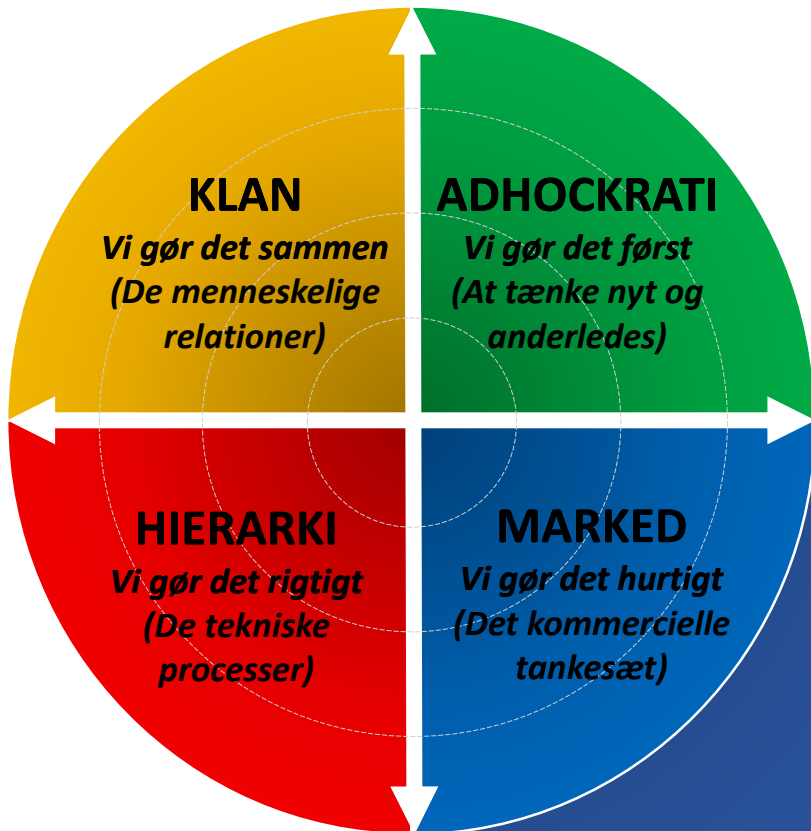 KLAN
Vi gør det sammen
(De menneskelige
relationer)
ADHOCKRATI
Vi gør det først
(At tænke nyt og
anderledes)
HIERARKI
Vi gør det rigtigt
(De tekniske
processer)
MARKED
Vi gør det hurtigt
(Det kommercielle
tankesæt)